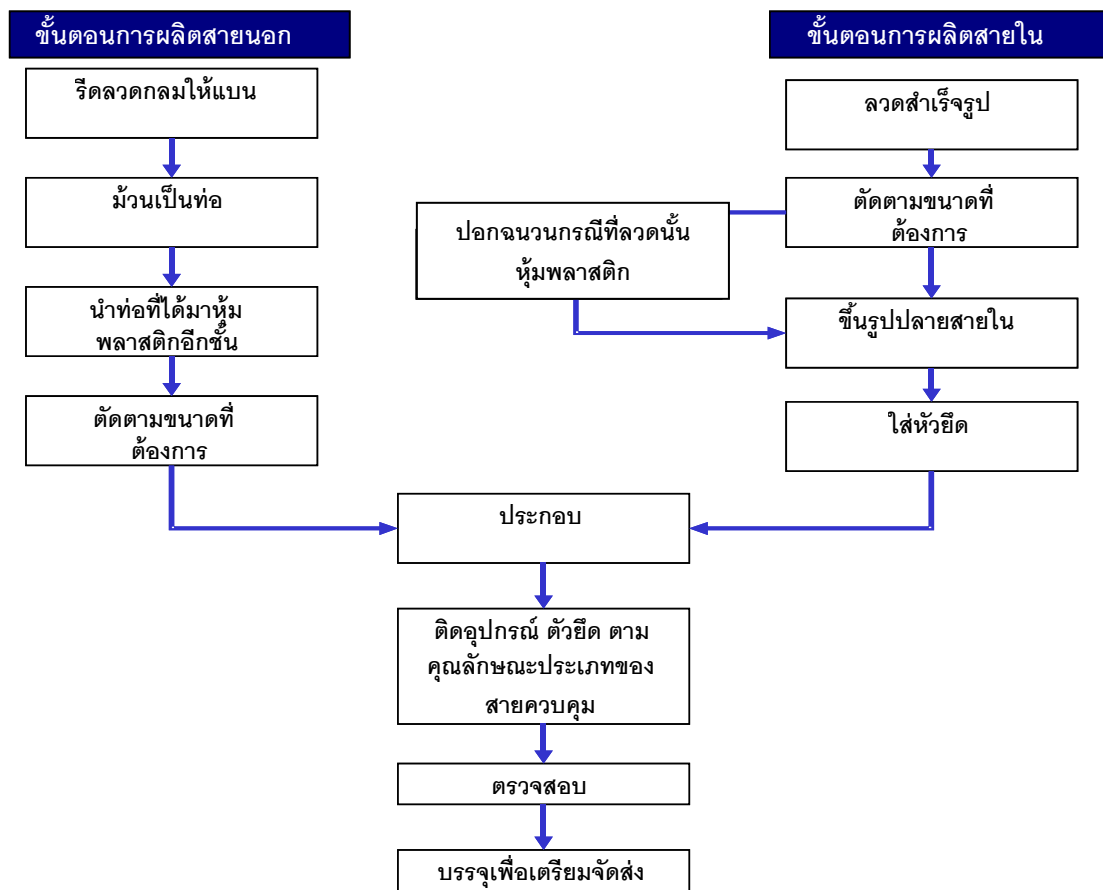 ขั้นตอนการผลิตสายนอก
รีดลวดกลมให้แบน
ม้วนเป็นท่อ
นำท่อที่ได้มาหุ้ม
พลาสติกอีกชั้น
ตัดตามขนาดที่
ต้องการ
ขั้นตอนการผลิตสายใน
ลวดสำเร็จรูป
ตัดตามขนาดที่
ต้องการ
ปอกฉนวนกรณีที่ลวดนั้น
หุ้มพลาสติก
ขึ้นรูปปลายสายใน
ใส่หัวยึด
ประกอบ
ติดอุปกรณ์ ตัวยึด ตาม
คุณลักษณะประเภทของ
สายควบคุม
ตรวจสอบ
บรรจุเพื่อเตรียมจัดส่ง